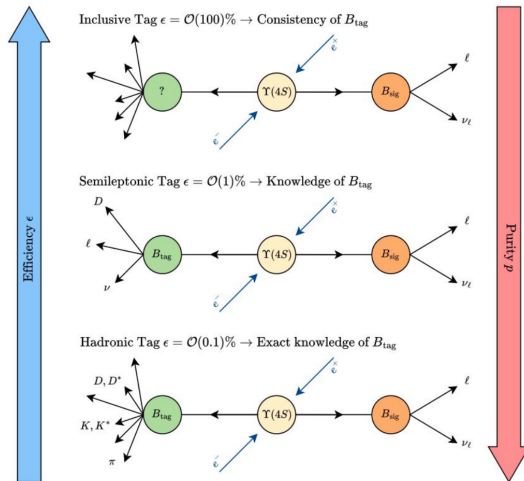 Inclusive Tag ϵ = 𝒪(100)% → Consistency of B_tag
?
Υ(4S)
B_sig
ℓ
ν_ℓ
Semileptonic Tag ϵ = 𝒪(1)% → Knowledge of B_tag
D
ℓ
ν
B_tag
Υ(4S)
B_sig
ℓ
ν_ℓ
Hadronic Tag ϵ = 𝒪(0.1)% → Exact knowledge of B_tag
D, D*
K, K*
π
B_tag
Υ(4S)
B_sig
ℓ
ν_ℓ
Efficiency ϵ
Purity p